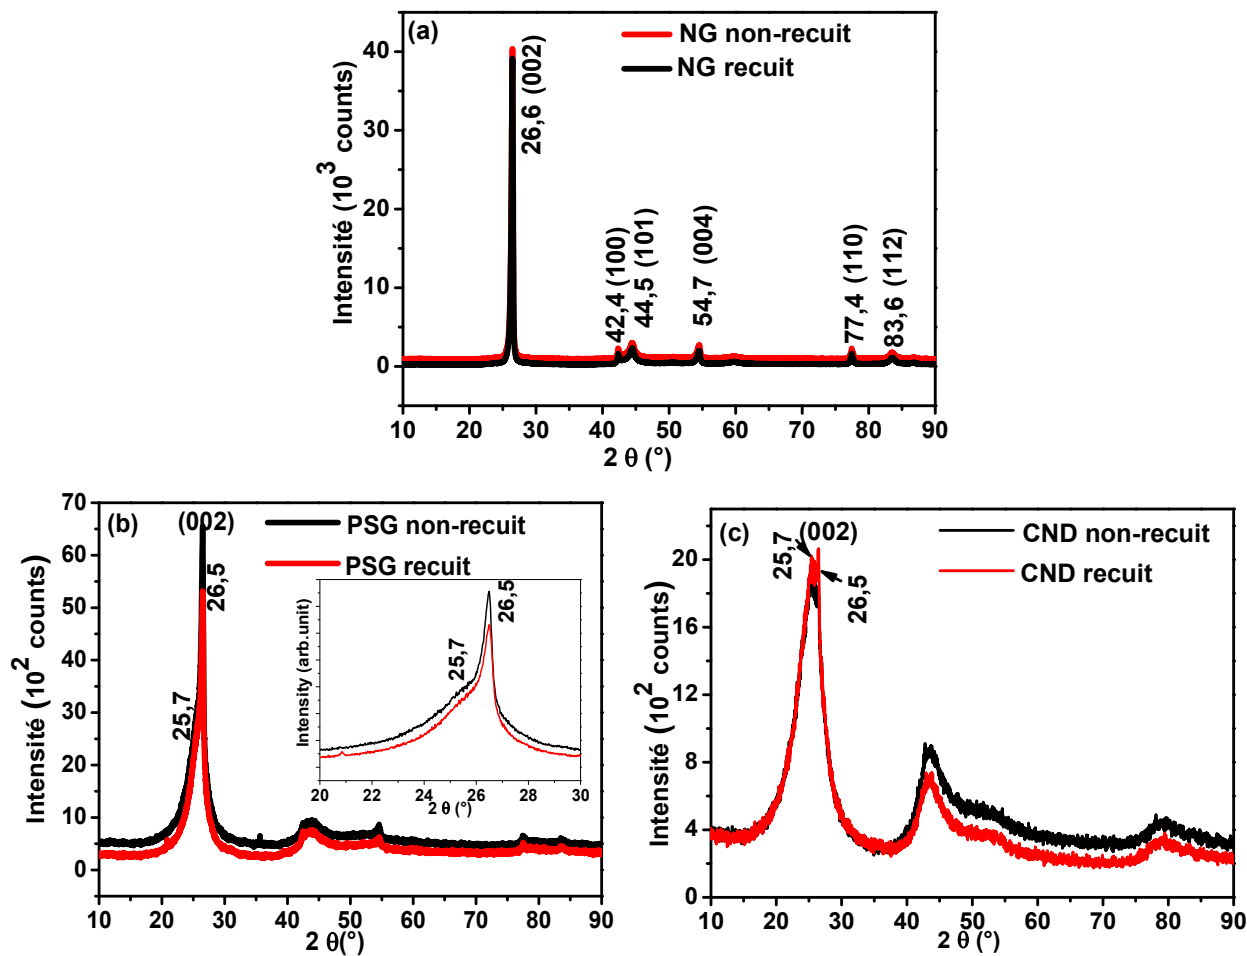 (a)
NG non-recuit
NG recuit
26,6 (002)
42,4 (100)
44,5 (101)
54,7 (004)
77,4 (110)
83,6 (112)
Intensité (10³ counts)
40
30
20
10
0
10 20 30 40 50 60 70 80 90
2 θ (°)
(b)
(002)
PSG non-recuit
PSG recuit
26,5
25,7
Intensité (10² counts)
70
60
50
40
30
20
10
0
10 20 30 40 50 60 70 80 90
2 θ(°)
Intensity (arb.unit)
25,7
26,5
20 22 24 26 28 30
2 θ (°)
(c)
25,7
(002)
26,5
CND non-recuit
CND recuit
Intensité (10² counts)
20
16
12
8
4
0
10 20 30 40 50 60 70 80 90
2 θ (°)